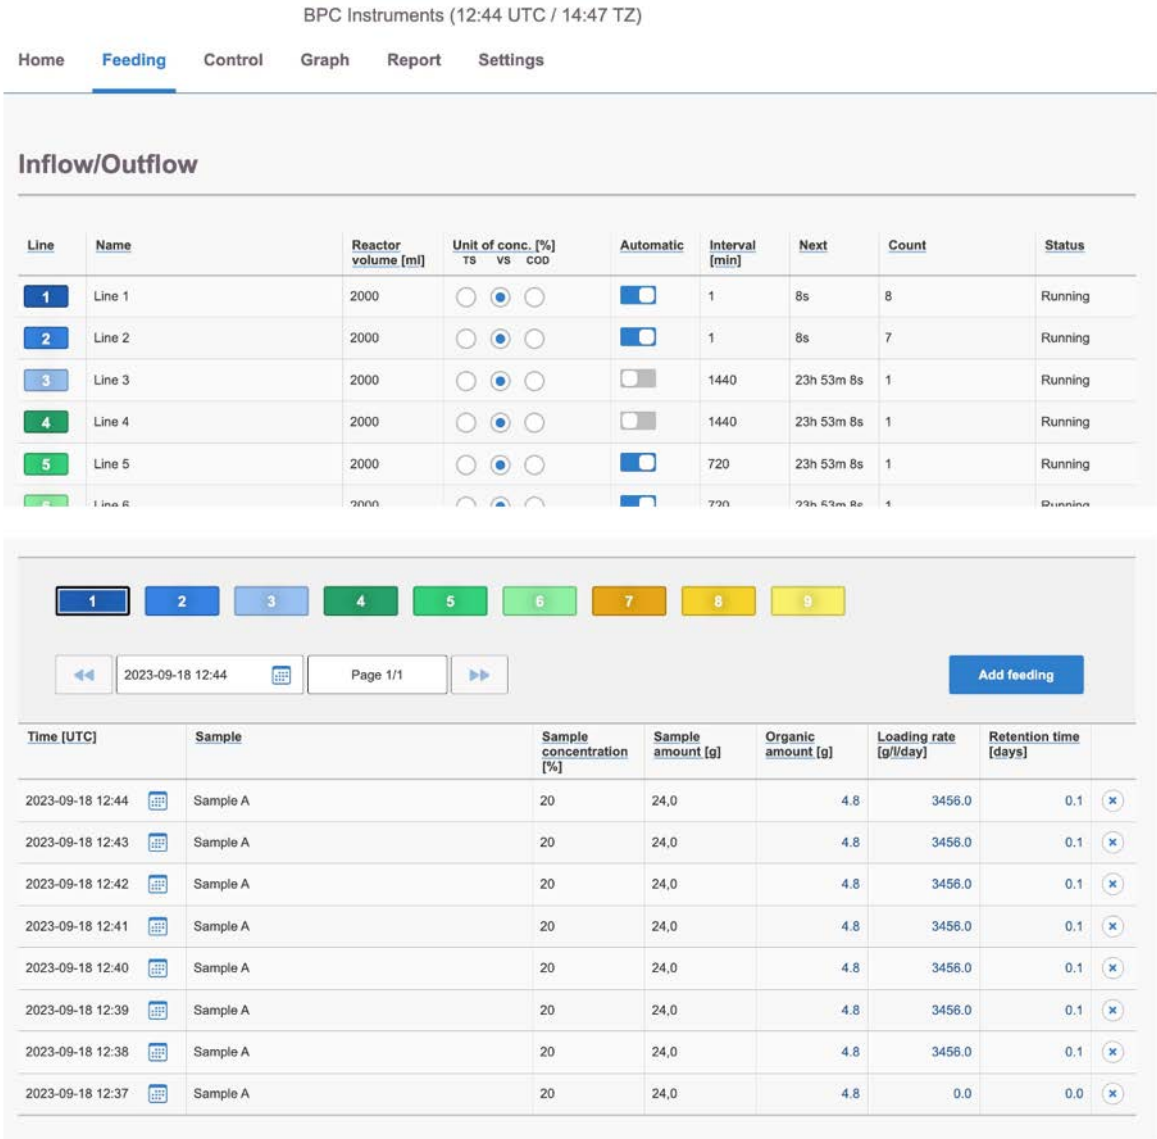 BPC Instruments (12:44 UTC / 14:47 TZ)
Home Feeding Control Graph Report Settings
Inflow/Outflow
Line Name Reactor volume [ml] Unit of conc. [%] TS VS COD Automatic Interval [min] Next Count Status
1 Line 1 2000 1 8s 8 Running
2 Line 2 2000 1 8s 7 Running
3 Line 3 2000 1440 23h 53m 8s 1 Running
4 Line 4 2000 1440 23h 53m 8s 1 Running
5 Line 5 2000 720 23h 53m 8s 1 Running
6 Line 6 2000 720 23h 53m 8s 1 Running
1 2 3 4 5 6 7 8 9
2023-09-18 12:44 Page 1/1 Add feeding
Time [UTC] Sample Sample concentration [%] Sample amount [g] Organic amount [g] Loading rate [g/l/day] Retention time [days]
2023-09-18 12:44 Sample A 20 24,0 4.8 3456.0 0.1
2023-09-18 12:43 Sample A 20 24,0 4.8 3456.0 0.1
2023-09-18 12:42 Sample A 20 24,0 4.8 3456.0 0.1
2023-09-18 12:41 Sample A 20 24,0 4.8 3456.0 0.1
2023-09-18 12:40 Sample A 20 24,0 4.8 3456.0 0.1
2023-09-18 12:39 Sample A 20 24,0 4.8 3456.0 0.1
2023-09-18 12:38 Sample A 20 24,0 4.8 3456.0 0.1
2023-09-18 12:37 Sample A 20 24,0 4.8 0.0 0.0